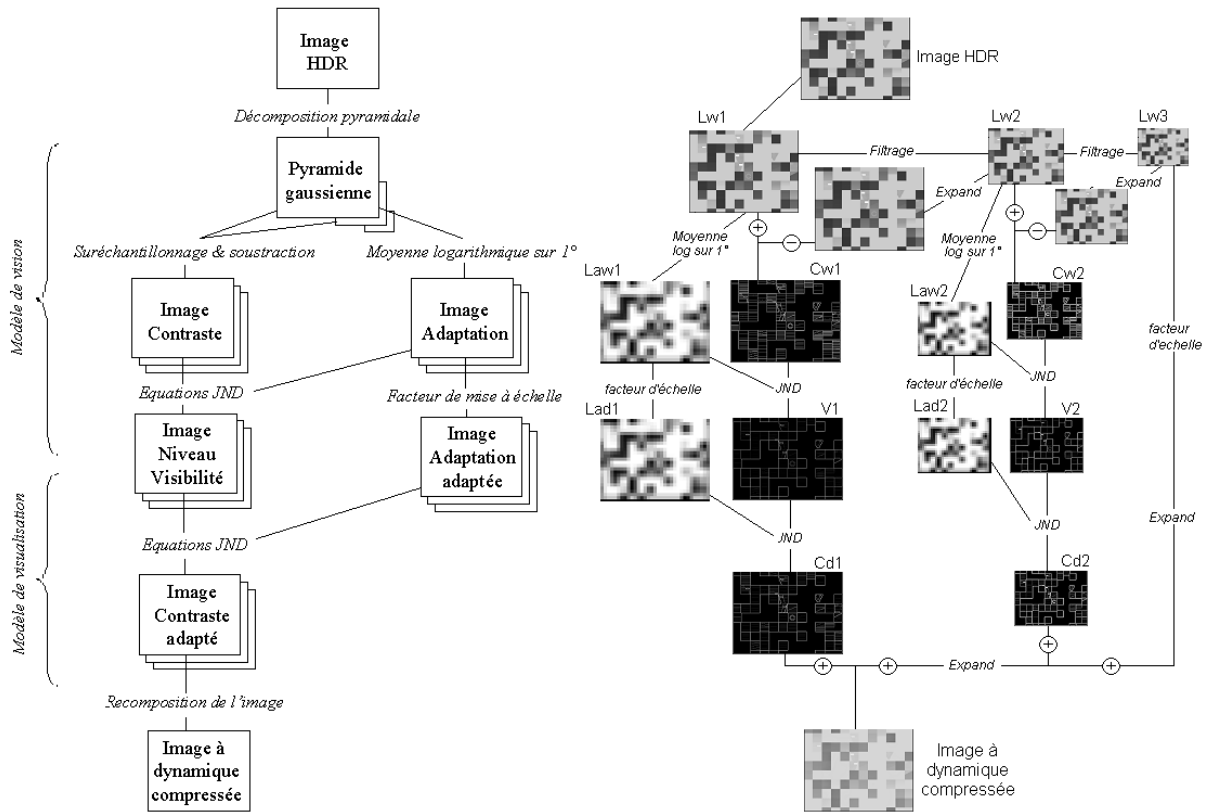 Image
HDR
Décomposition pyramidale
Pyramide
gaussienne
Suréchantillonnage & soustraction
Moyenne logarithmique sur 1°
Image
Contraste
Image
Adaptation
Equations JND
Facteur de mise à échelle
Image
Niveau
Visibilité
Image
Adaptation
adaptée
Equations JND
Image
Contraste
adapté
Recomposition de l'image
Image à
dynamique
compressée
Modèle de vision
Modèle de visualisation
Image HDR
Lw1
Lw2
Lw3
Filtrage
Filtrage
Expand
Expand
Moyenne
log sur 1°
Moyenne
log sur 1°
Law1
Cw1
Law2
Cw2
facteur d'échelle
JND
facteur d'échelle
JND
facteur
d'echelle
Lad1
V1
Lad2
V2
JND
JND
Expand
Cd1
Cd2
Expand
Image à
dynamique
compressée